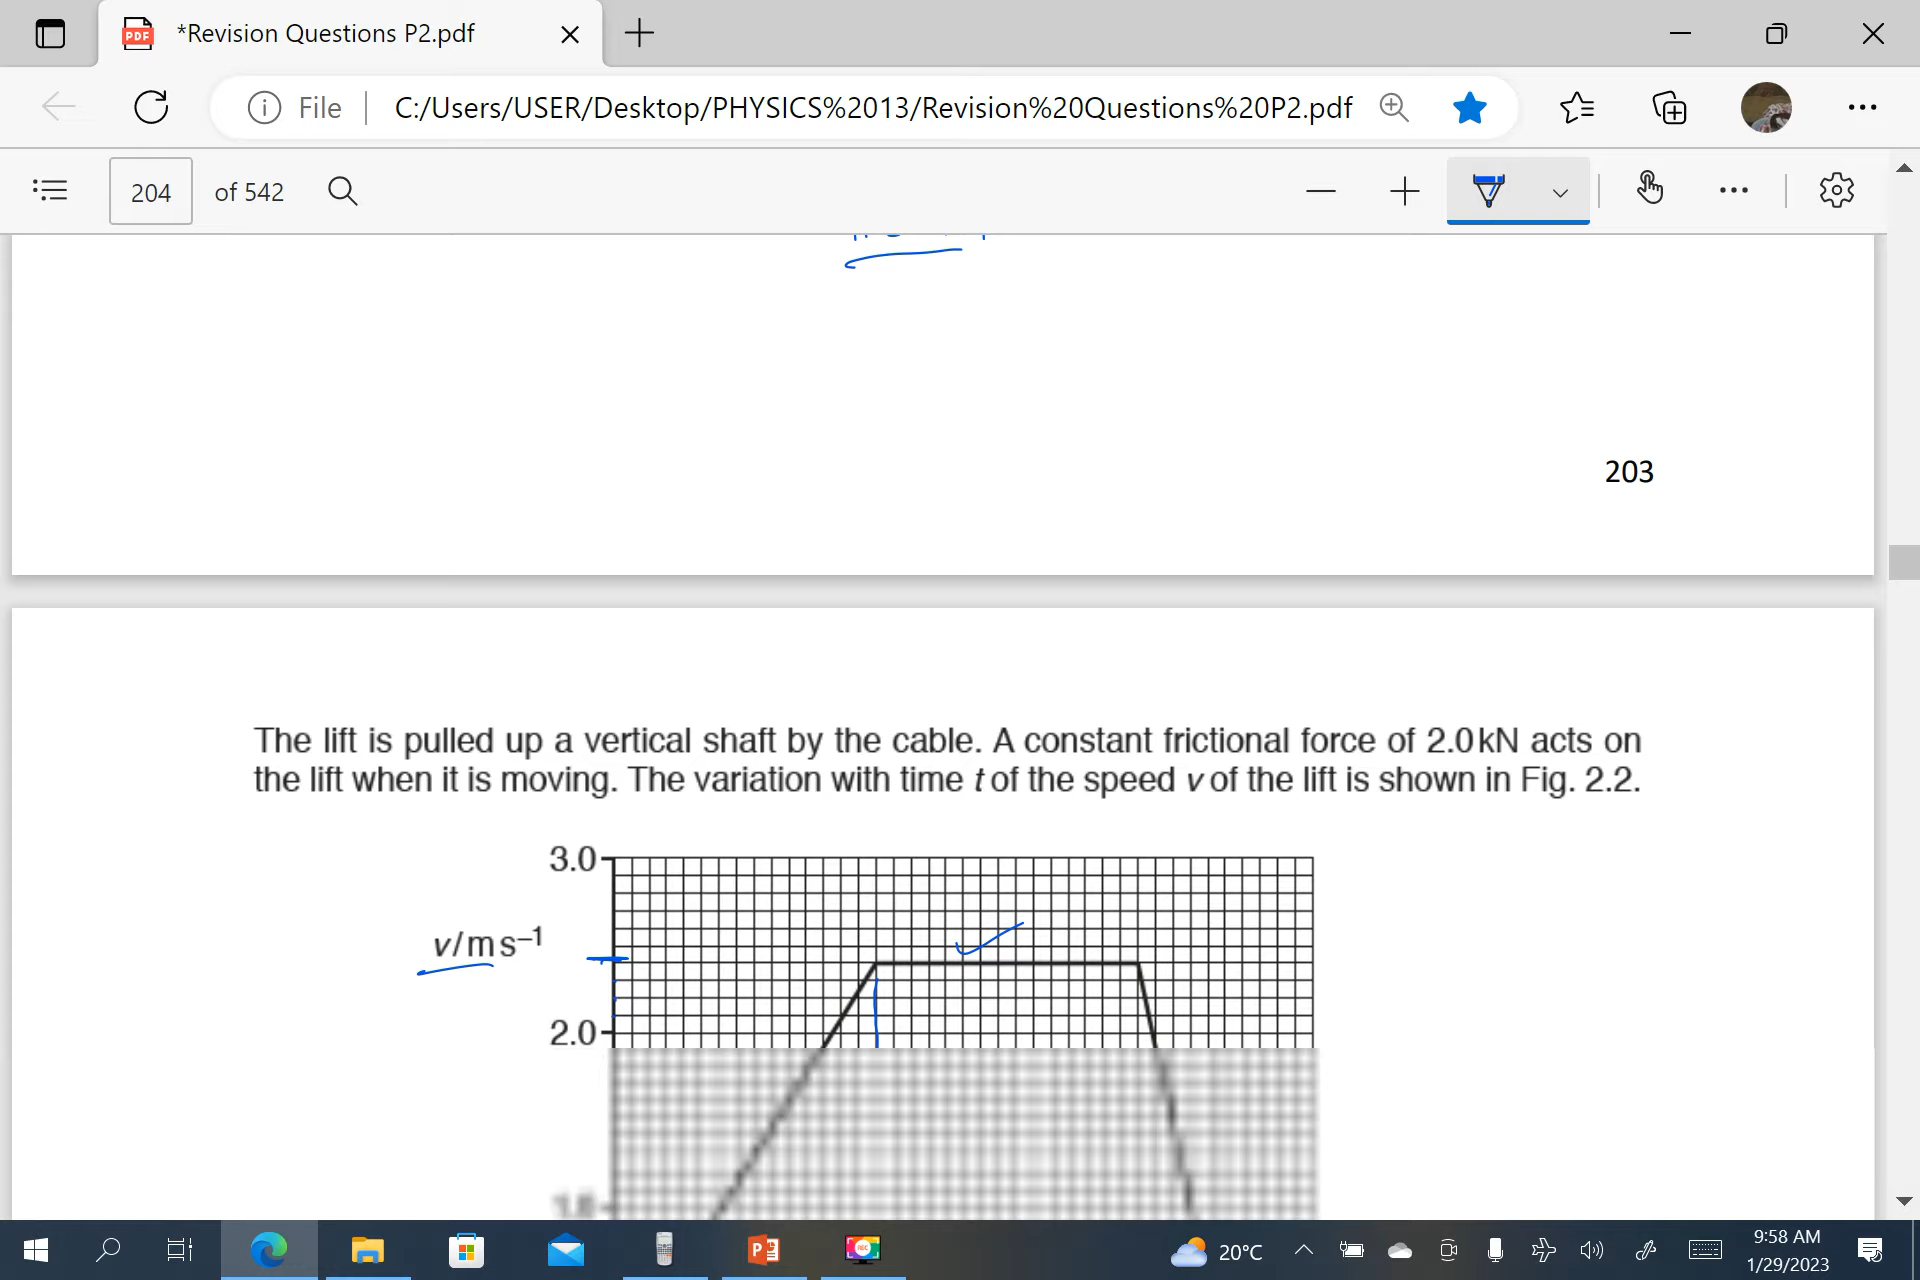 *Revision Questions P2.pdf
File
C:/Users/USER/Desktop/PHYSICS%2013/Revision%20Questions%20P2.pdf
204 of 542
203
The lift is pulled up a vertical shaft by the cable. A constant frictional force of 2.0kN acts on
the lift when it is moving. The variation with time t of the speed v of the lift is shown in Fig. 2.2.
3.0
v/ms⁻¹
2.0
20°C
9:58 AM
1/29/2023